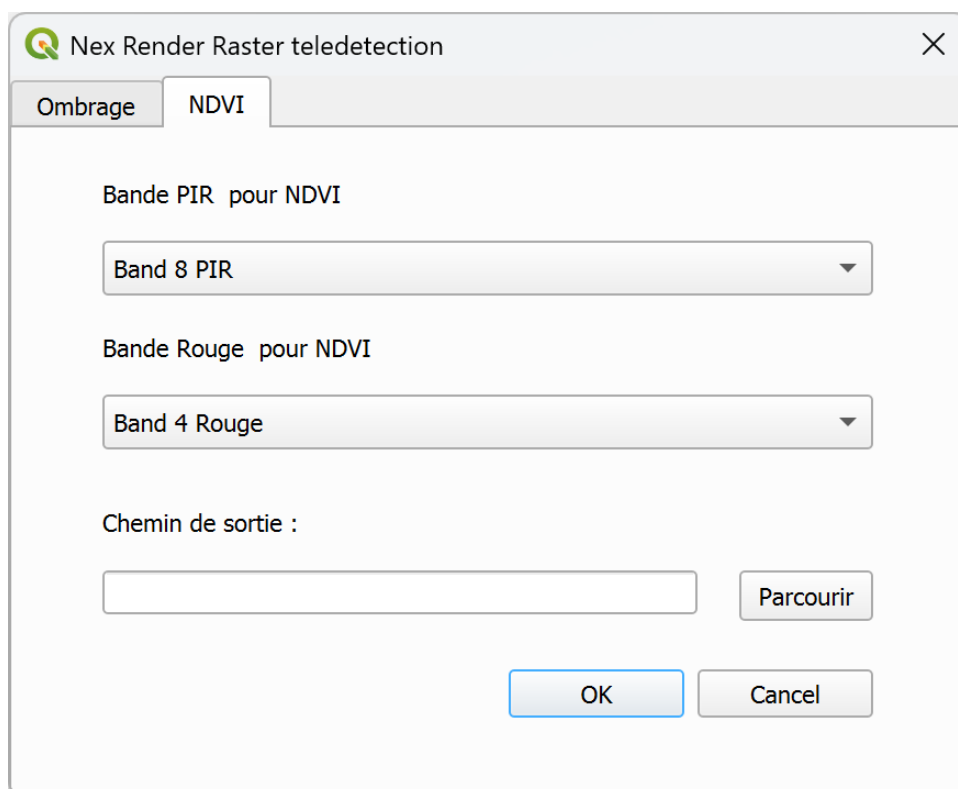 Nex Render Raster teledetection
Ombrage NDVI
Bande PIR  pour NDVI
Band 8 PIR
Bande Rouge  pour NDVI
Band 4 Rouge
Chemin de sortie :
Parcourir
OK Cancel